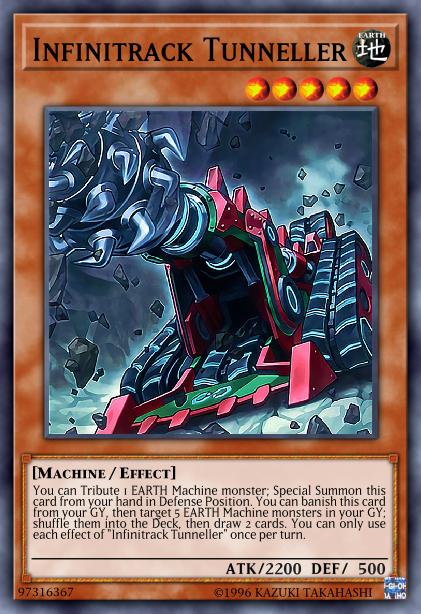 INFINITRACK TUNNELLER
EARTH
地
[MACHINE / EFFECT]
You can Tribute 1 EARTH Machine monster; Special Summon this
card from your hand in Defense Position. You can banish this card
from your GY, then target 5 EARTH Machine monsters in your GY;
shuffle them into the Deck, then draw 2 cards. You can only use
each effect of "Infinitrack Tunneller" once per turn.
ATK/2200 DEF/ 500
97316367
©1996 KAZUKI TAKAHASHI